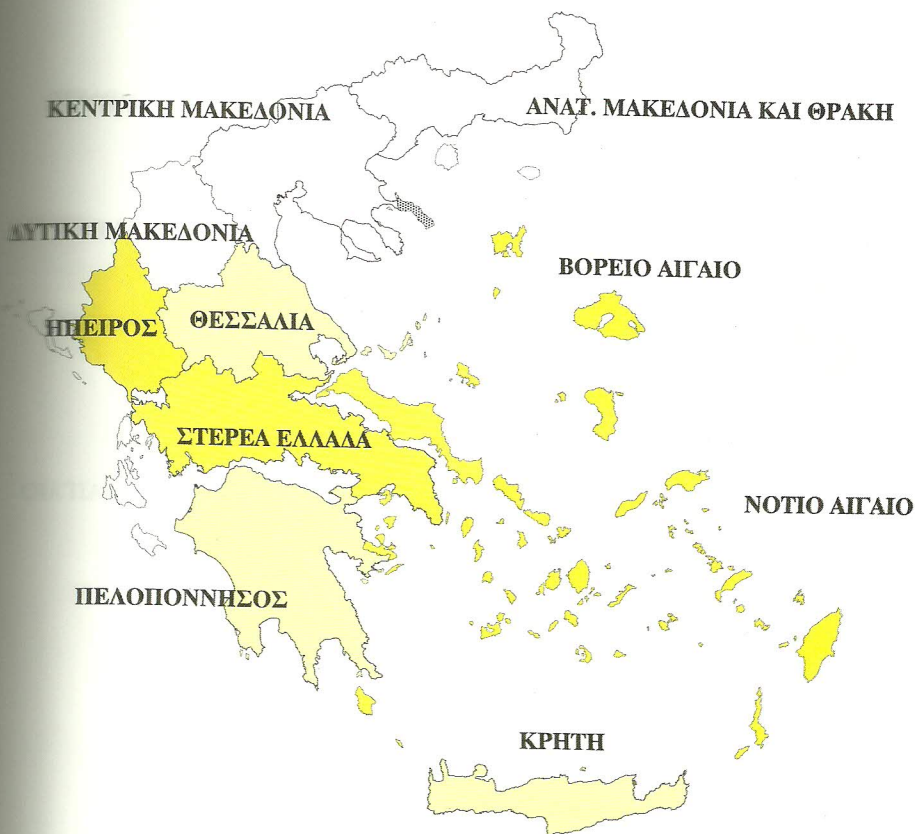 ΚΕΝΤΡΙΚΗ ΜΑΚΕΔΟΝΙΑ
ΑΝΑΤ. ΜΑΚΕΔΟΝΙΑ ΚΑΙ ΘΡΑΚΗ
ΔΥΤΙΚΗ ΜΑΚΕΔΟΝΙΑ
ΒΟΡΕΙΟ ΑΙΓΑΙΟ
ΗΠΕΙΡΟΣ
ΘΕΣΣΑΛΙΑ
ΣΤΕΡΕΑ ΕΛΛΑΔΑ
ΝΟΤΙΟ ΑΙΓΑΙΟ
ΠΕΛΟΠΟΝΝΗΣΟΣ
ΚΡΗΤΗ